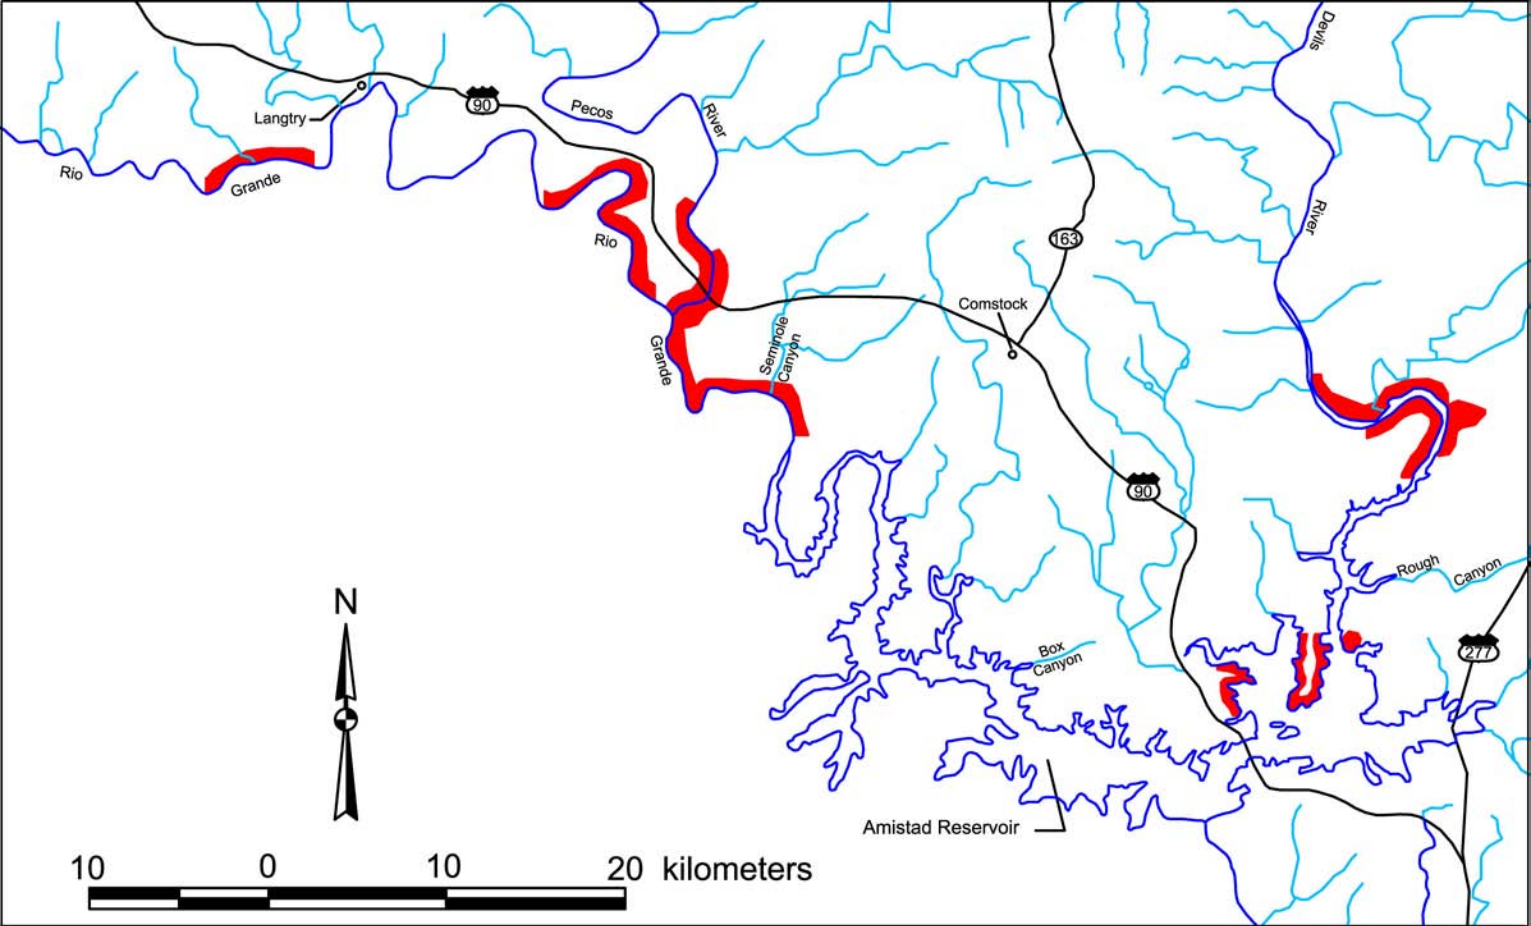 Devils
90
Pecos
River
Langtry
Rio
Grande
River
Rio
163
Comstock
Seminole
Canyon
Grande
90
Rough Canyon
N
Box
Canyon
277
Amistad Reservoir
10 0 10 20 kilometers